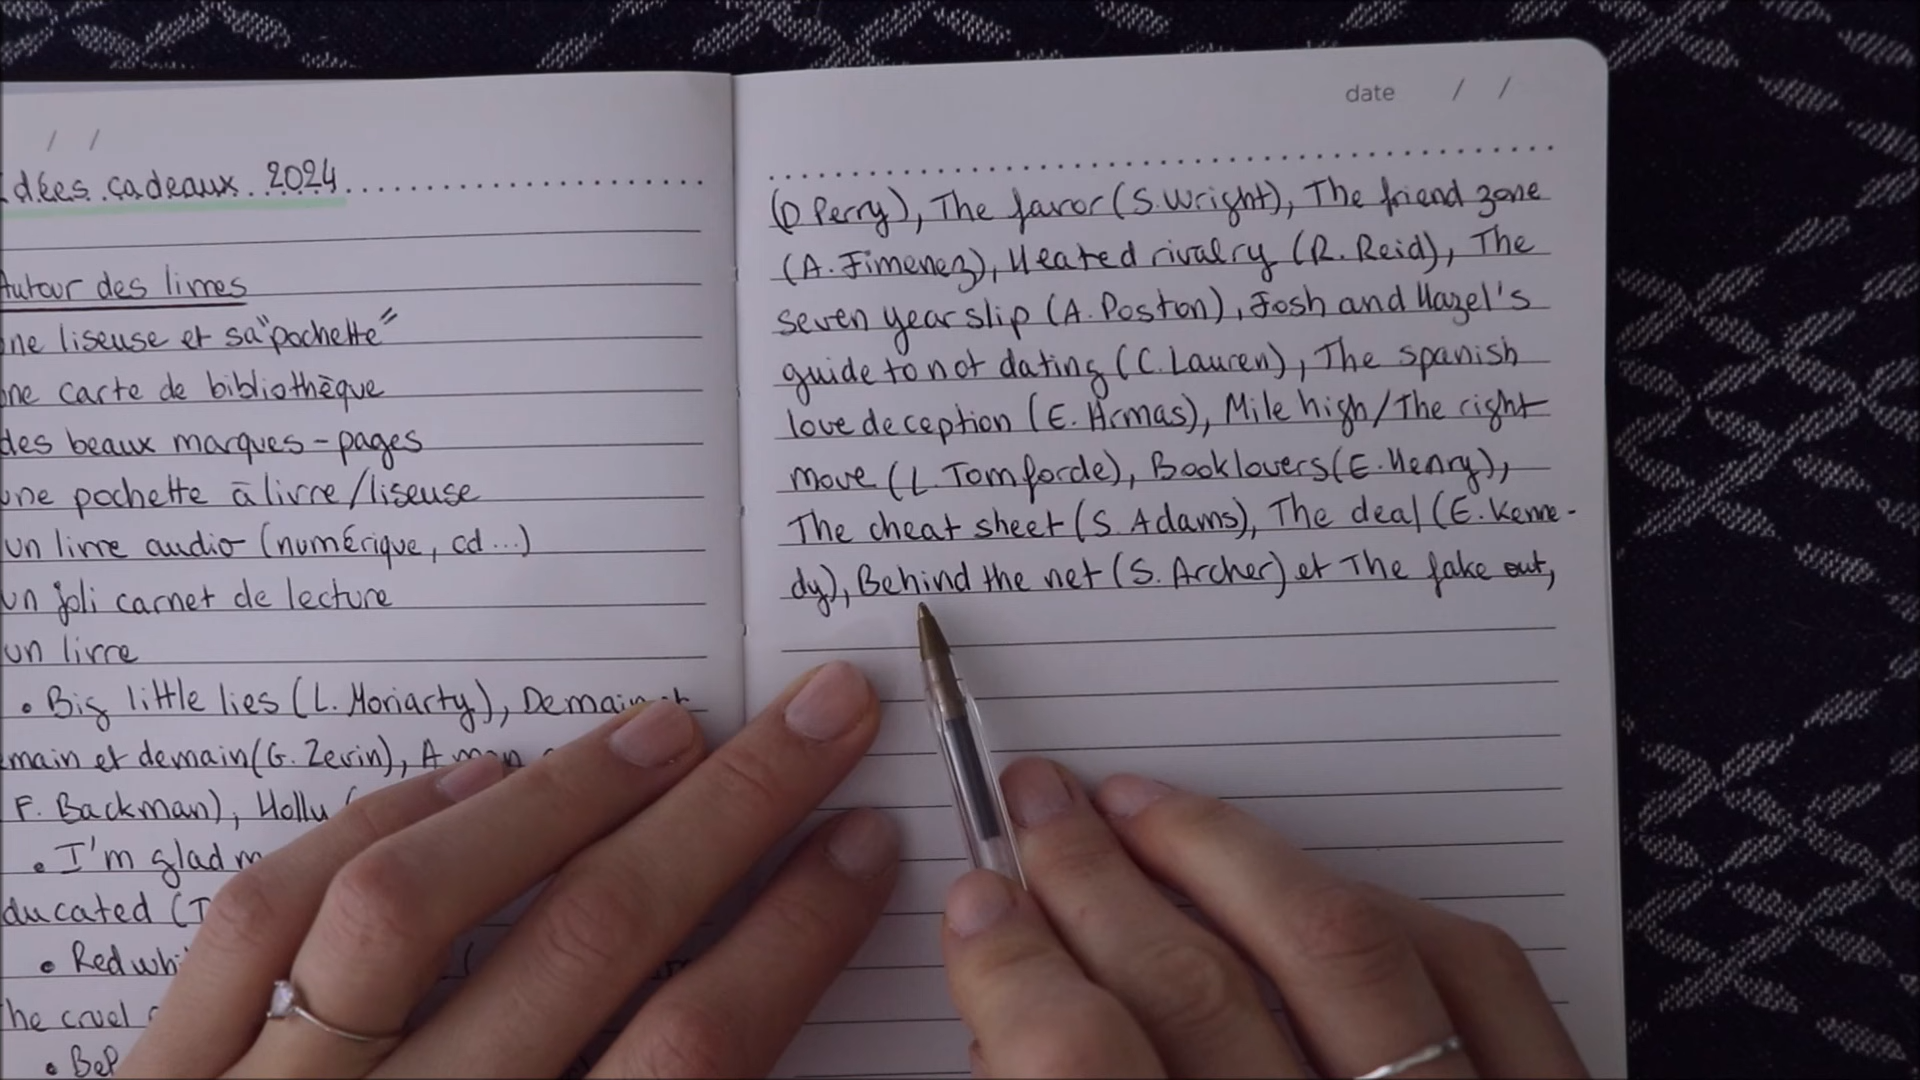 / /
dées cadeaux 2024
Autour des livres
une liseuse et sa "pochette"
une carte de bibliothèque
des beaux marques-pages
une pochette à livre/liseuse
un livre audio (numérique, cd...)
un joli carnet de lecture
un livre
• Big little lies (L. Moriarty), Demain et
main et demain (G. Zevin), A man
F. Backman), Holly (
• I'm glad m
ducated (T
• Red whi
he cruel
•
date / /
(D Perry), The favor (S. Wright), The friend zone
(A. Jimenez), Heated rivalry (R. Reid), The
seven year slip (A. Poston), Josh and Hazel's
guide to not dating (C. Lauren), The spanish
love deception (E. Armas), Mile high/The right
move (L. Tomforde), Booklovers (E. Henry),
The cheat sheet (S. Adams), The deal (E. Kenne-
dy), Behind the net (S. Archer) et The fake out,